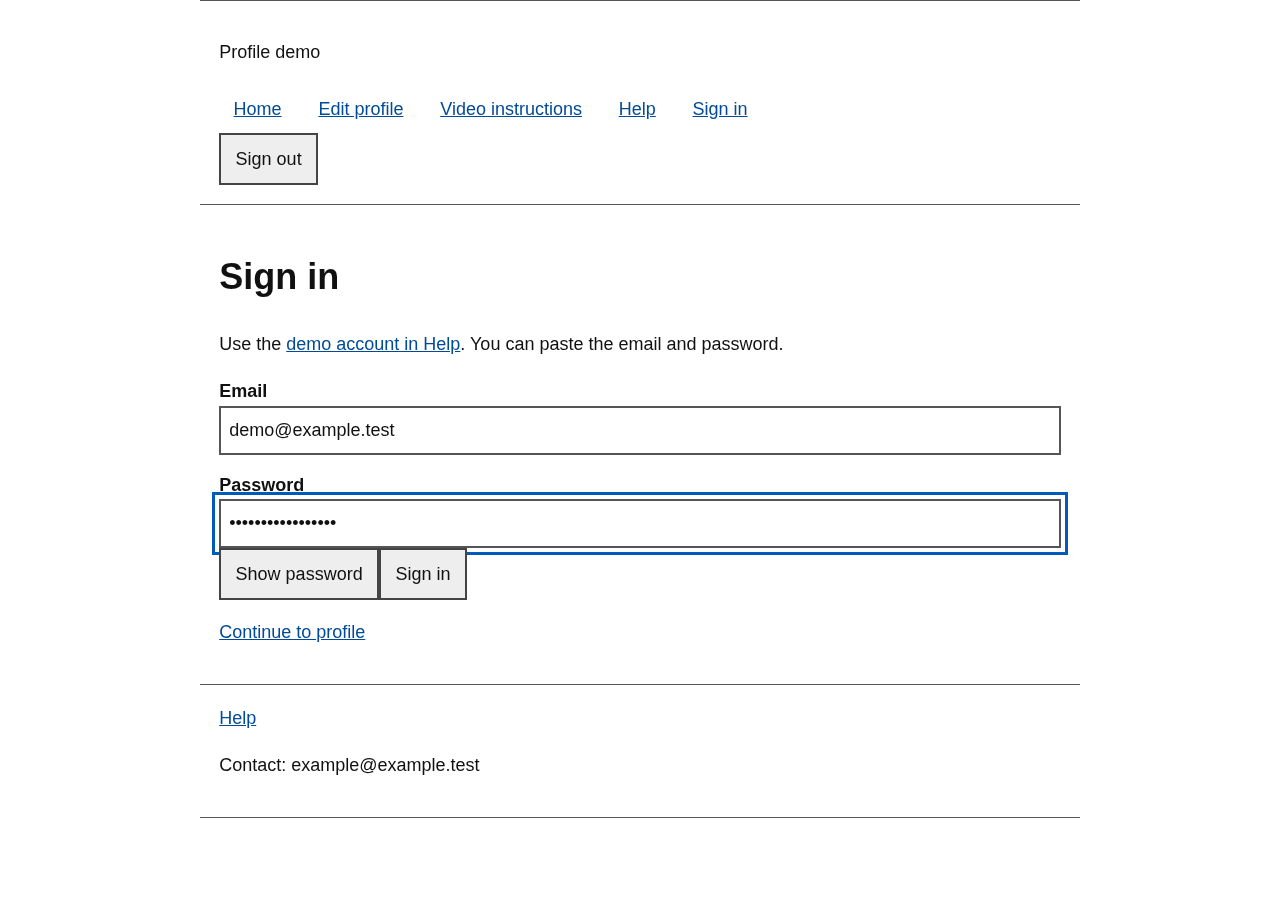 Profile demo
Home Edit profile Video instructions Help Sign in
Sign out
Sign in
Use the demo account in Help. You can paste the email and password.
Email
demo@example.test
Password
•••••••••••••••••
Show password Sign in
Continue to profile
Help
Contact: example@example.test